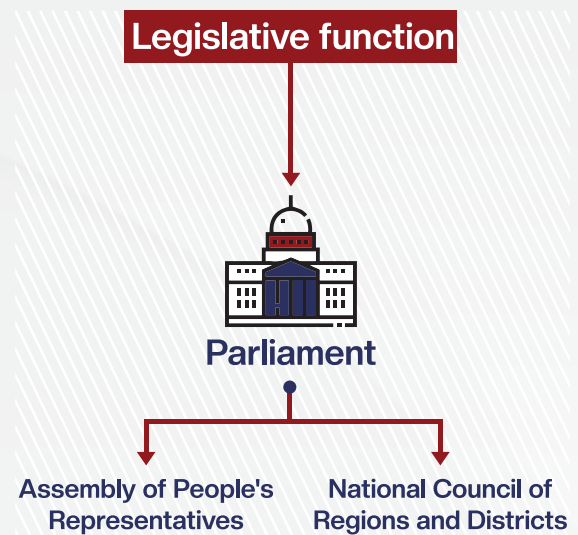 Legislative function
Parliament
Assembly of People's
Representatives
National Council of
Regions and Districts